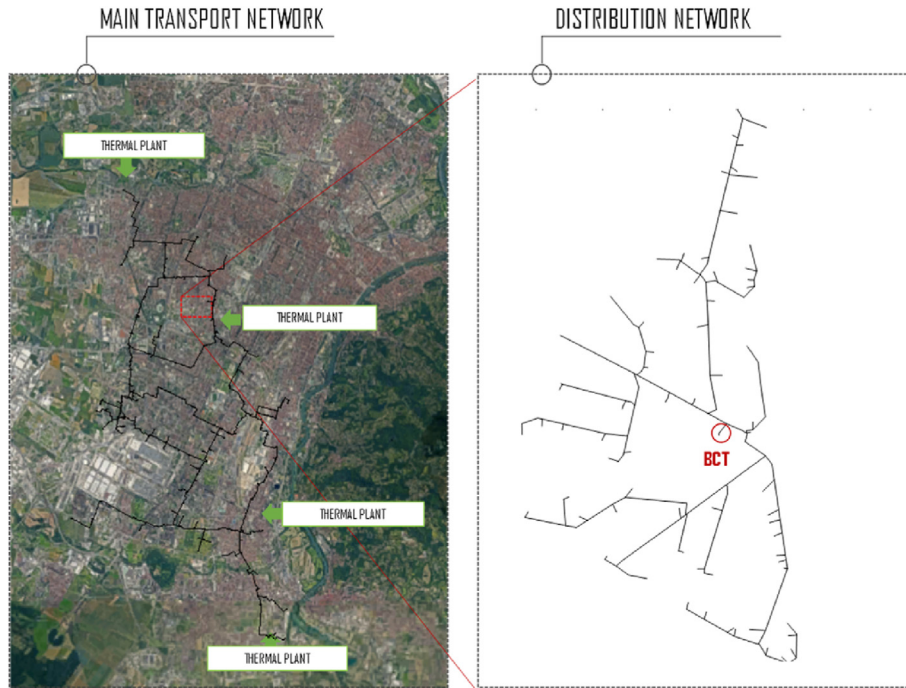 MAIN TRANSPORT NETWORK
DISTRIBUTION NETWORK
THERMAL PLANT
THERMAL PLANT
BCT
THERMAL PLANT
THERMAL PLANT